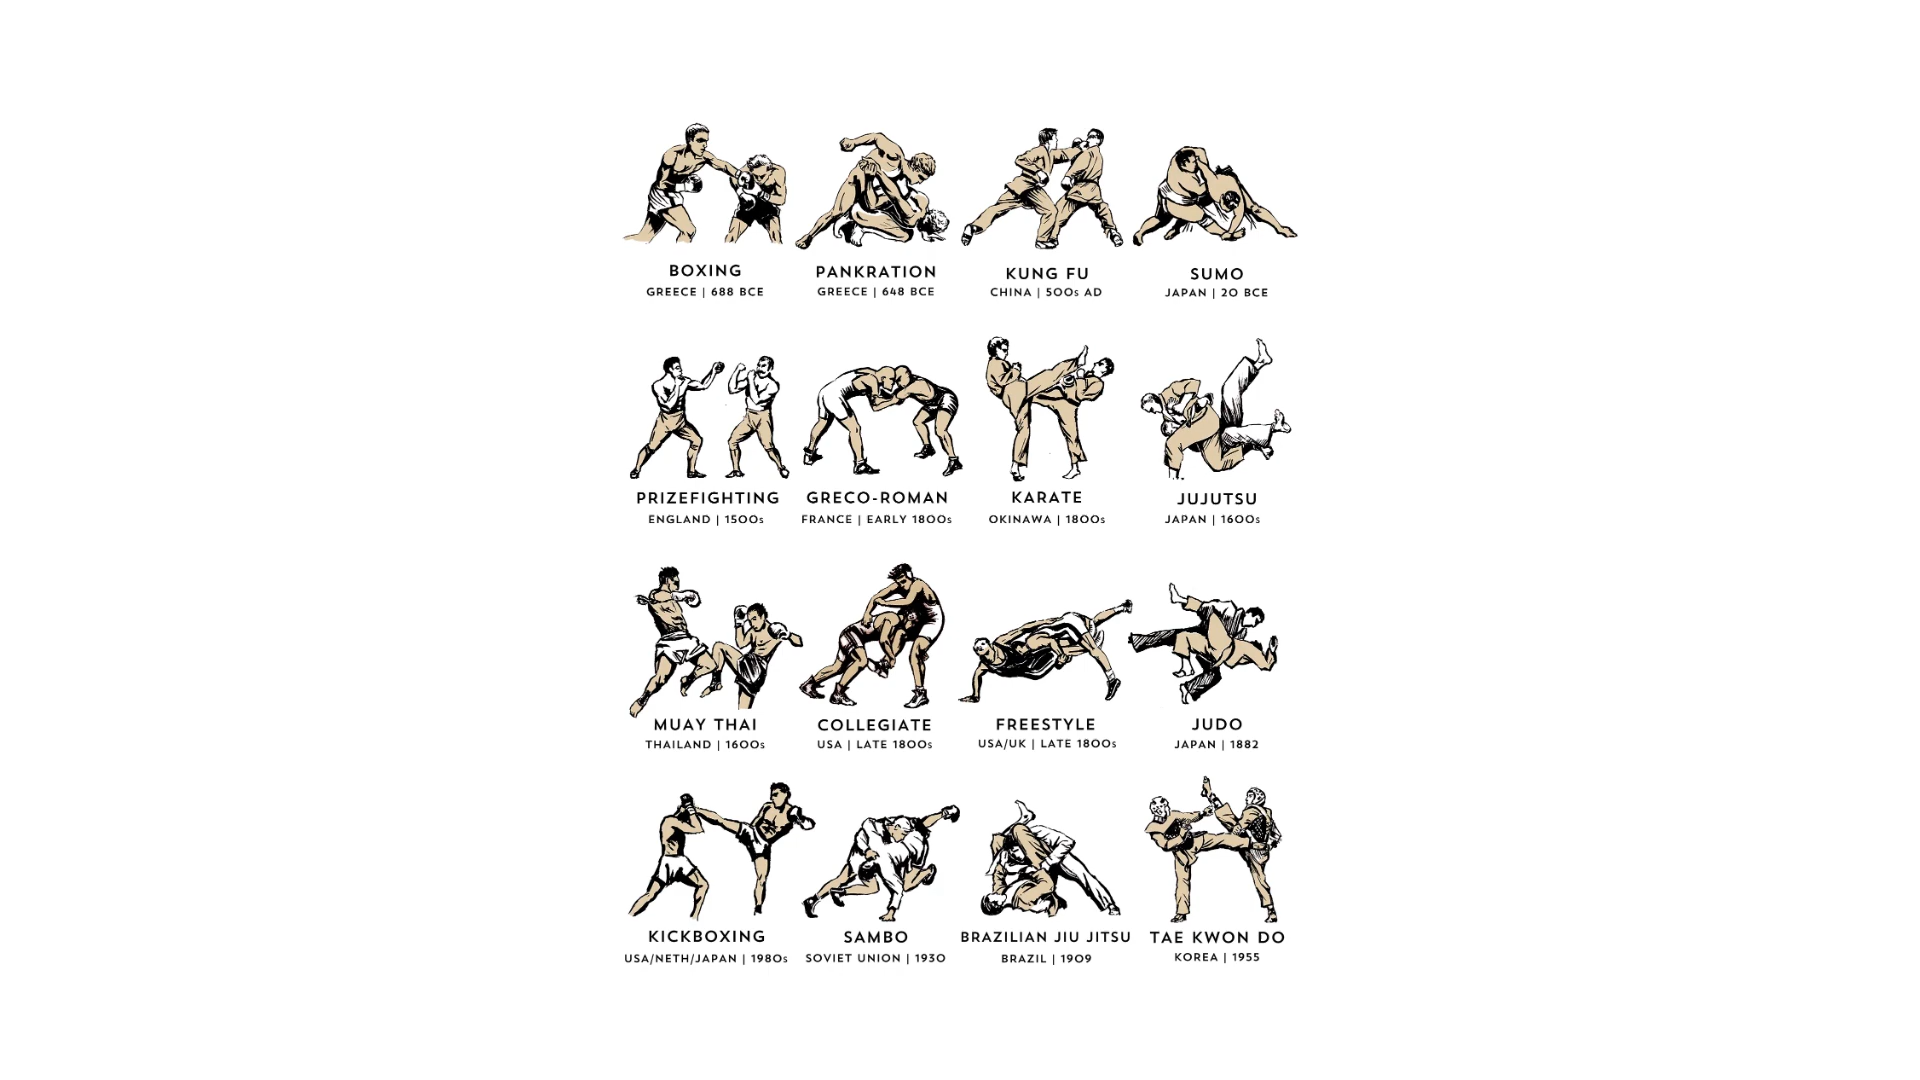 BOXING
GREECE | 688 BCE
PANKRATION
GREECE | 648 BCE
KUNG FU
CHINA | 500s AD
SUMO
JAPAN | 20 BCE
PRIZEFIGHTING
ENGLAND | 1500s
GRECO-ROMAN
FRANCE | EARLY 1800s
KARATE
OKINAWA | 1800s
JUJUTSU
JAPAN | 1600s
MUAY THAI
THAILAND | 1600s
COLLEGIATE
USA | LATE 1800s
FREESTYLE
USA/UK | LATE 1800s
JUDO
JAPAN | 1882
KICKBOXING
USA/NETH/JAPAN | 1980s
SAMBO
SOVIET UNION | 1930
BRAZILIAN JIU JITSU
BRAZIL | 1909
TAE KWON DO
KOREA | 1955